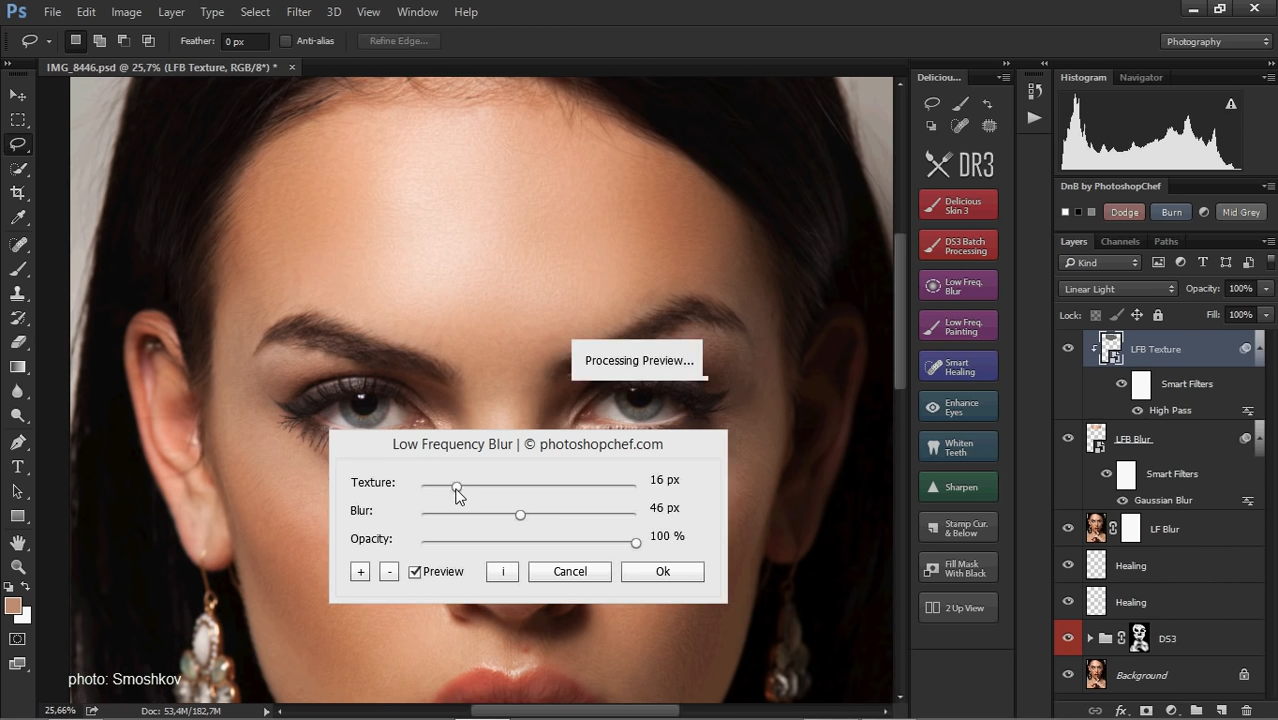 Ps File Edit Image Layer Type Select Filter 3D View Window Help
Feather: 0 px Anti-alias Refine Edge... Photography
IMG_8446.psd @ 25,7% (LFB Texture, RGB/8*) * ×
Deliciou...
DR3
Delicious
Skin 3
DS3 Batch
Processing
Low Freq.
Blur
Low Freq.
Painting
Smart
Healing
Enhance
Eyes
Whiten
Teeth
Sharpen
Stamp Cur.
& Below
Fill Mask
With Black
2 Up View
Histogram Navigator
DnB by PhotoshopChef
Dodge Burn Mid Grey
Layers Channels Paths
Kind
Linear Light Opacity: 100%
Lock: Fill: 100%
LFB Texture
Smart Filters
High Pass
LFB Blur
Smart Filters
Gaussian Blur
LF Blur
Healing
Healing
DS3
Background
Processing Preview...
Low Frequency Blur | © photoshopchef.com
Texture: 16 px
Blur: 46 px
Opacity: 100 %
+ - Preview i Cancel Ok
photo: Smoshkov
25,66% Doc: 53,4M/182,7M